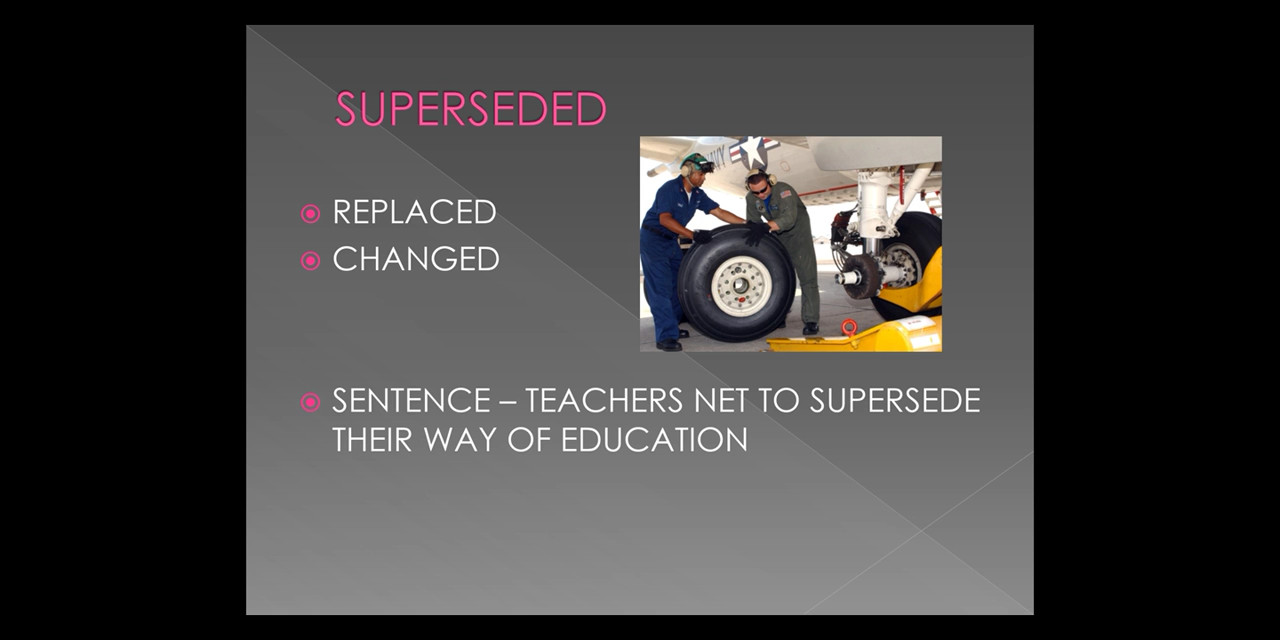 SUPERSEDED
REPLACED
CHANGED
SENTENCE – TEACHERS NET TO SUPERSEDE
THEIR WAY OF EDUCATION